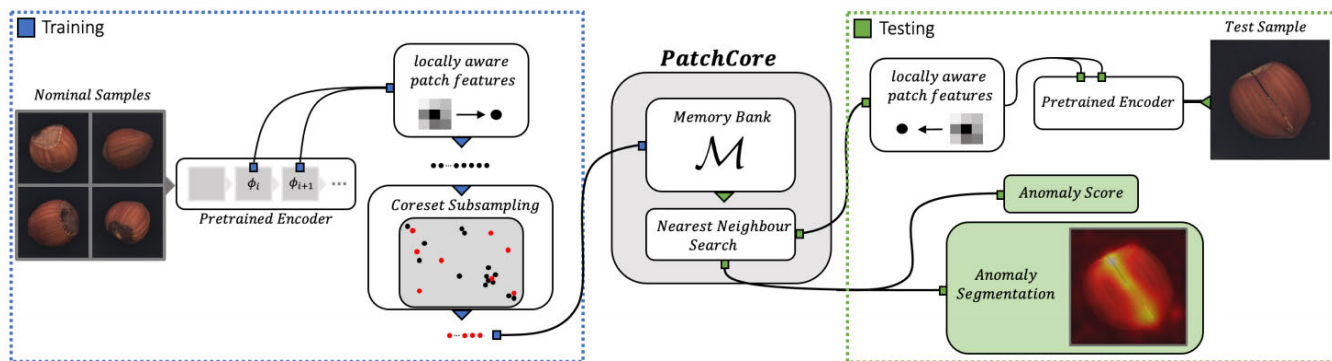 Training
Nominal Samples
ϕᵢ
ϕᵢ₊₁
...
Pretrained Encoder
locally aware
patch features
Coreset Subsampling
PatchCore
Memory Bank
ℳ
Nearest Neighbour
Search
Testing
locally aware
patch features
Pretrained Encoder
Test Sample
Anomaly Score
Anomaly
Segmentation